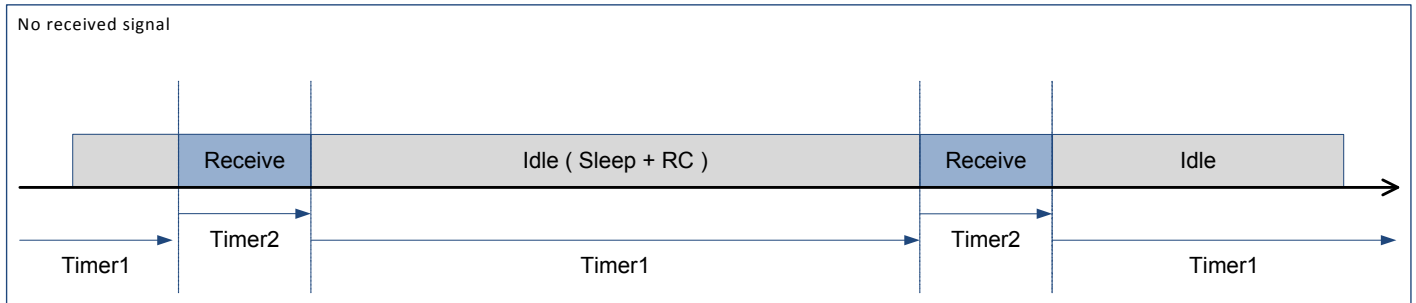 No received signal
Receive
Idle ( Sleep + RC )
Receive
Idle
Timer2
Timer2
Timer1
Timer1
Timer1